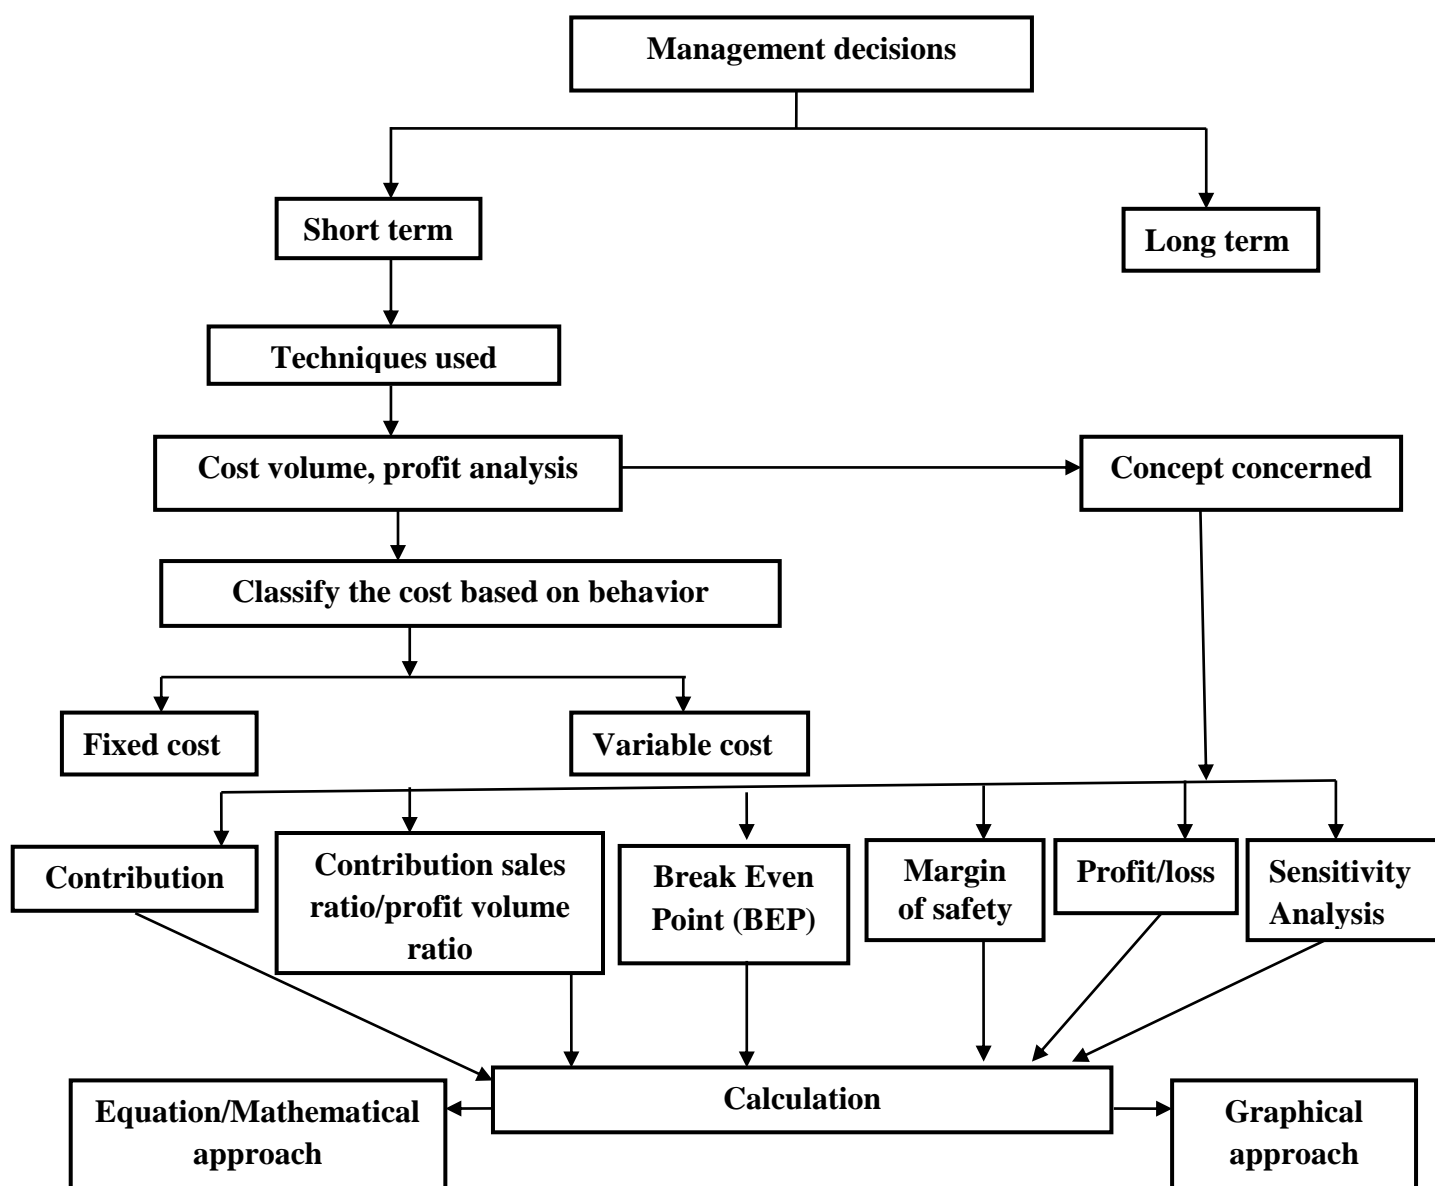 Management decisions
Short term
Long term
Techniques used
Cost volume, profit analysis
Concept concerned
Classify the cost based on behavior
Fixed cost
Variable cost
Contribution
Contribution sales
ratio/profit volume
ratio
Break Even
Point (BEP)
Margin
of safety
Profit/loss
Sensitivity
Analysis
Calculation
Equation/Mathematical
approach
Graphical
approach